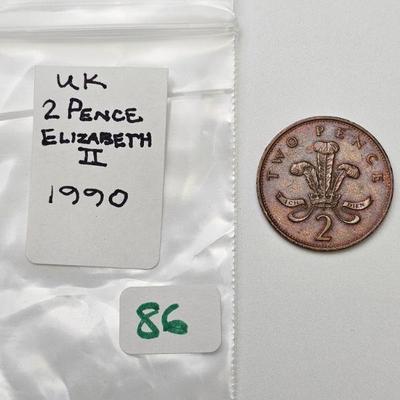 UK
2 PENCE
ELIZABETH
II
1990
86
TWO PENCE
ICH DIEN
2